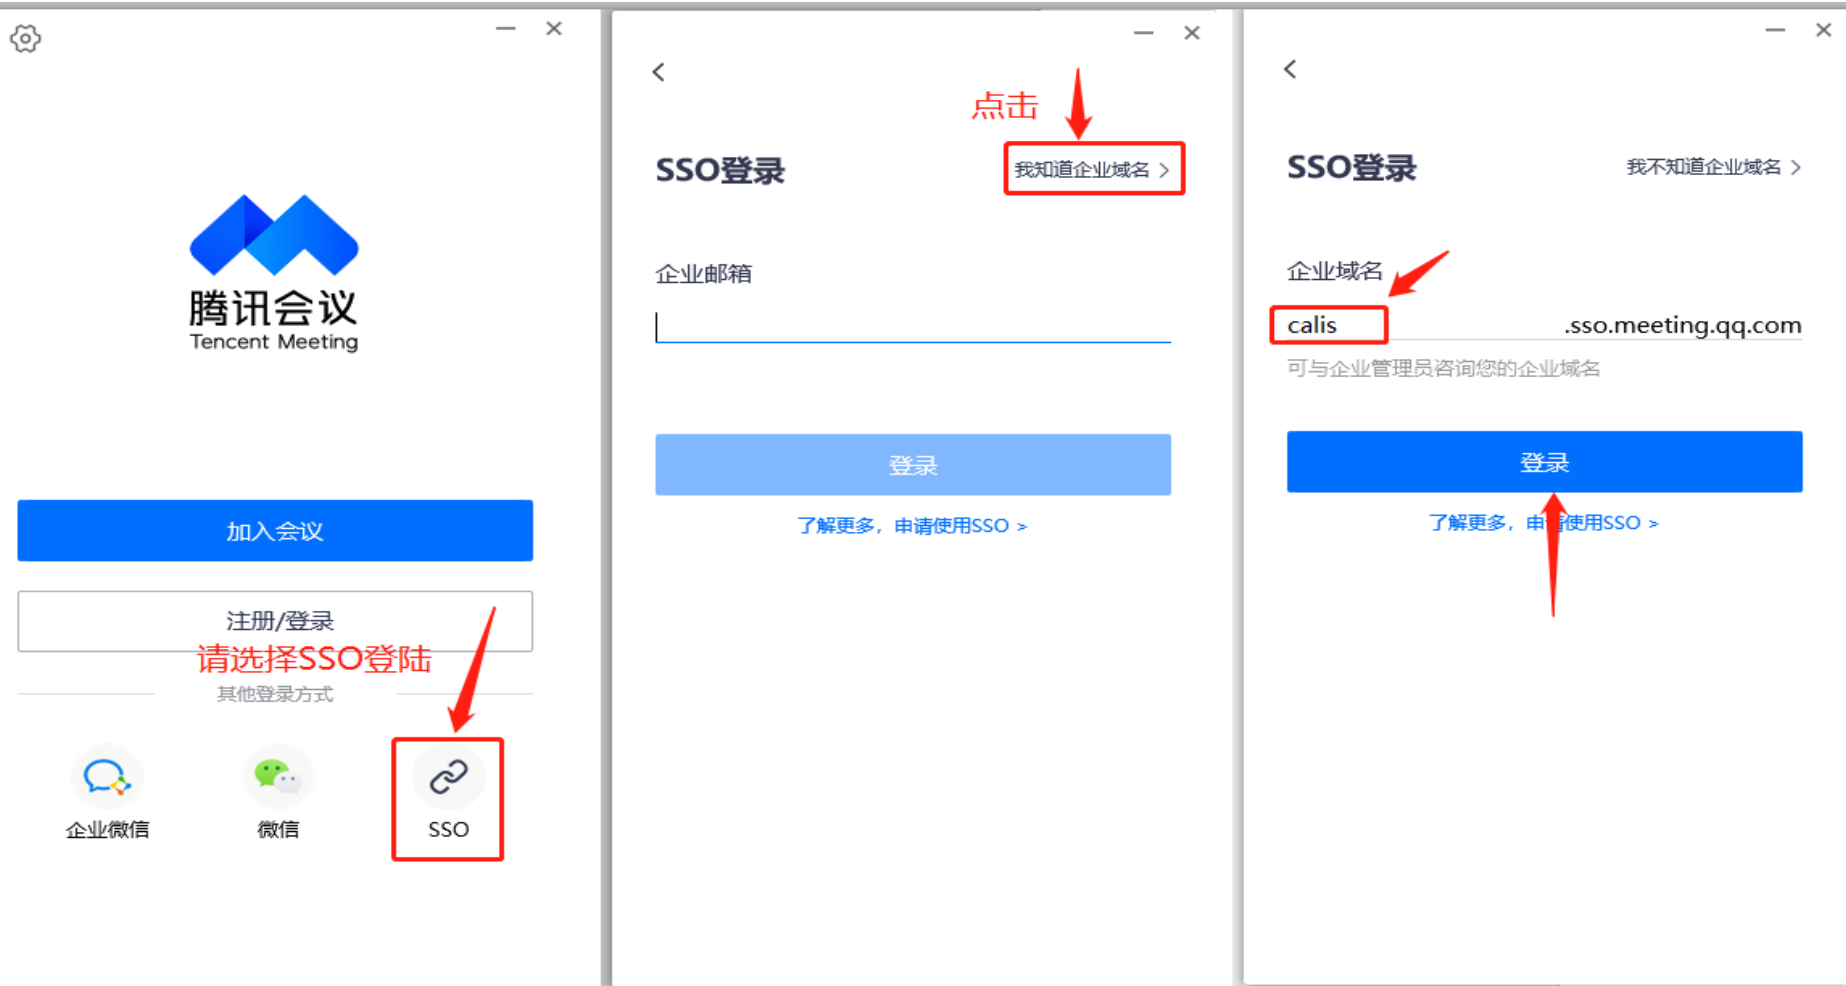 腾讯会议
Tencent Meeting
加入会议
注册/登录
请选择SSO登陆
其他登录方式
企业微信
微信
SSO
点击
SSO登录
我知道企业域名 >
企业邮箱
登录
了解更多，申请使用SSO >
SSO登录
我不知道企业域名 >
企业域名
calis
.sso.meeting.qq.com
可与企业管理员咨询您的企业域名
登录
了解更多，申请使用SSO >